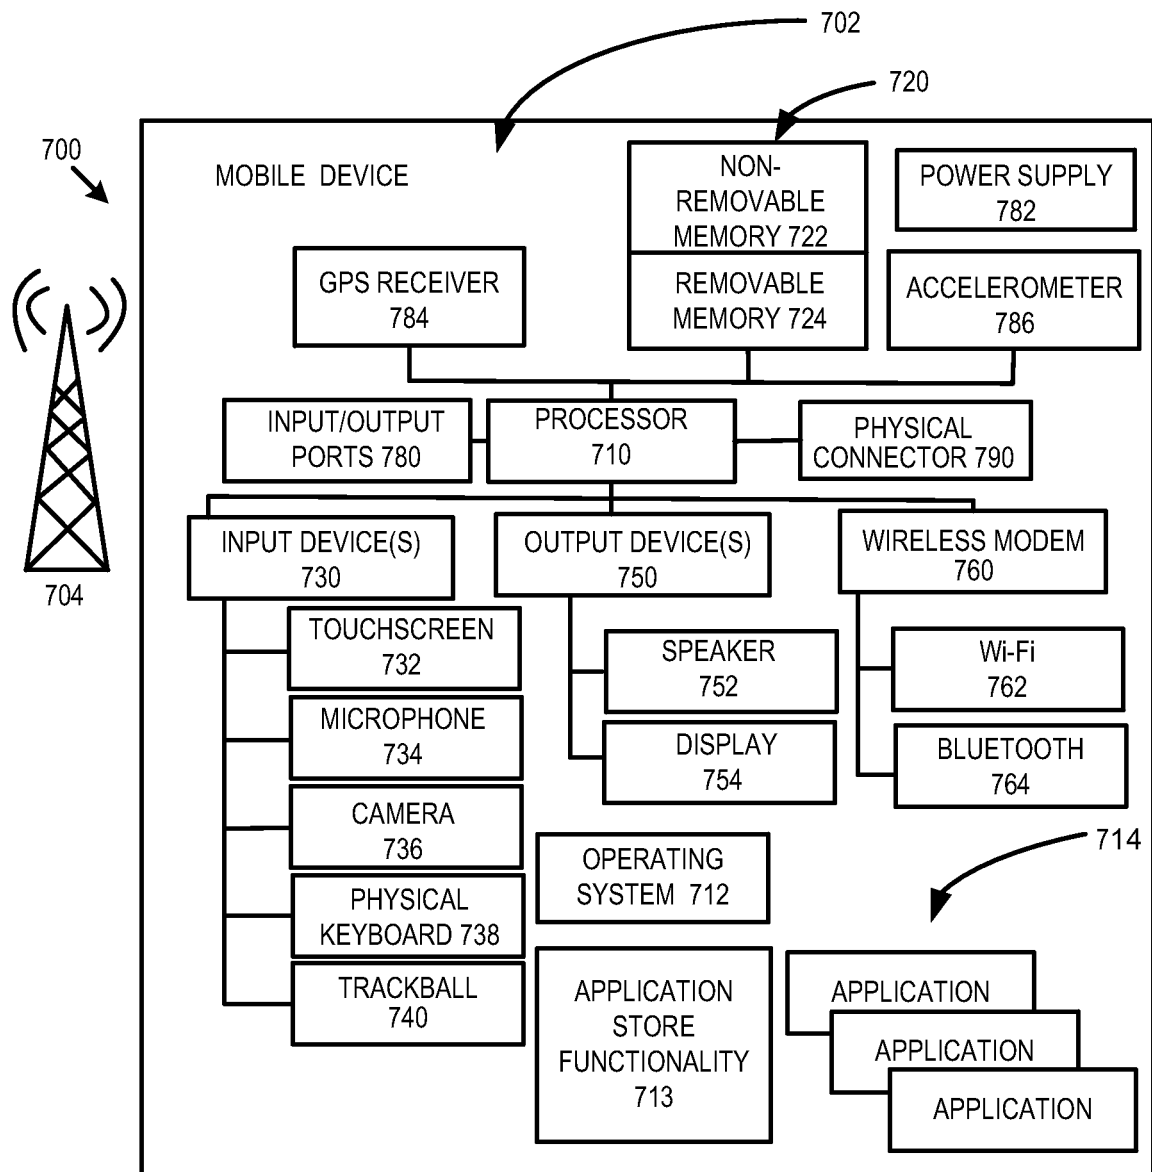 702
720
700
MOBILE DEVICE
NON-
REMOVABLE
MEMORY 722
POWER SUPPLY
782
GPS RECEIVER
784
REMOVABLE
MEMORY 724
ACCELEROMETER
786
INPUT/OUTPUT
PORTS 780
PROCESSOR
710
PHYSICAL
CONNECTOR 790
INPUT DEVICE(S)
730
OUTPUT DEVICE(S)
750
WIRELESS MODEM
760
704
TOUCHSCREEN
732
SPEAKER
752
Wi-Fi
762
MICROPHONE
734
DISPLAY
754
BLUETOOTH
764
CAMERA
736
OPERATING
SYSTEM 712
714
PHYSICAL
KEYBOARD 738
TRACKBALL
740
APPLICATION
STORE
FUNCTIONALITY
713
APPLICATION
APPLICATION
APPLICATION